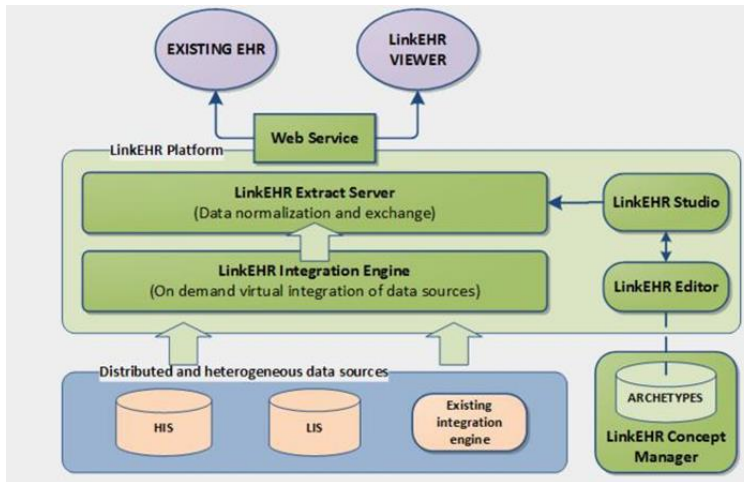 EXISTING EHR
LinkEHR
VIEWER
Web Service
LinkEHR Platform
LinkEHR Extract Server
(Data normalization and exchange)
LinkEHR Studio
LinkEHR Integration Engine
(On demand virtual integration of data sources)
LinkEHR Editor
Distributed and heterogeneous data sources
HIS
LIS
Existing
integration
engine
ARCHETYPES
LinkEHR Concept
Manager